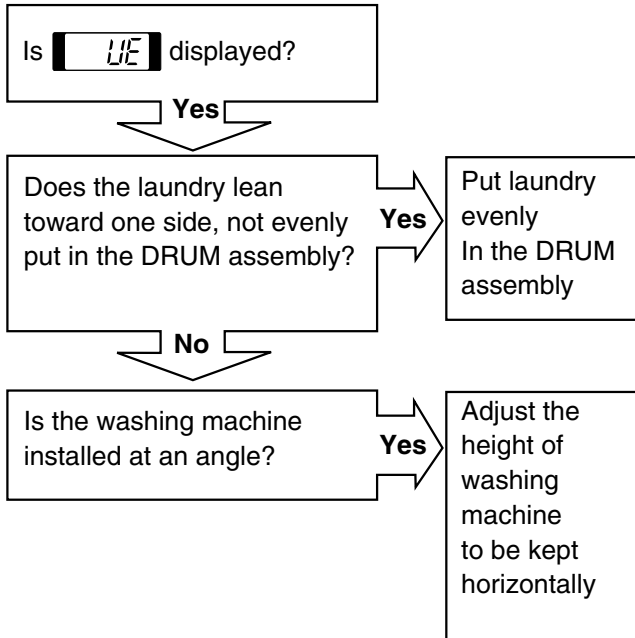 Is UE displayed?
Yes
Does the laundry lean
toward one side, not evenly
put in the DRUM assembly?
Yes
Put laundry
evenly
In the DRUM
assembly
No
Is the washing machine
installed at an angle?
Yes
Adjust the
height of
washing
machine
to be kept
horizontally